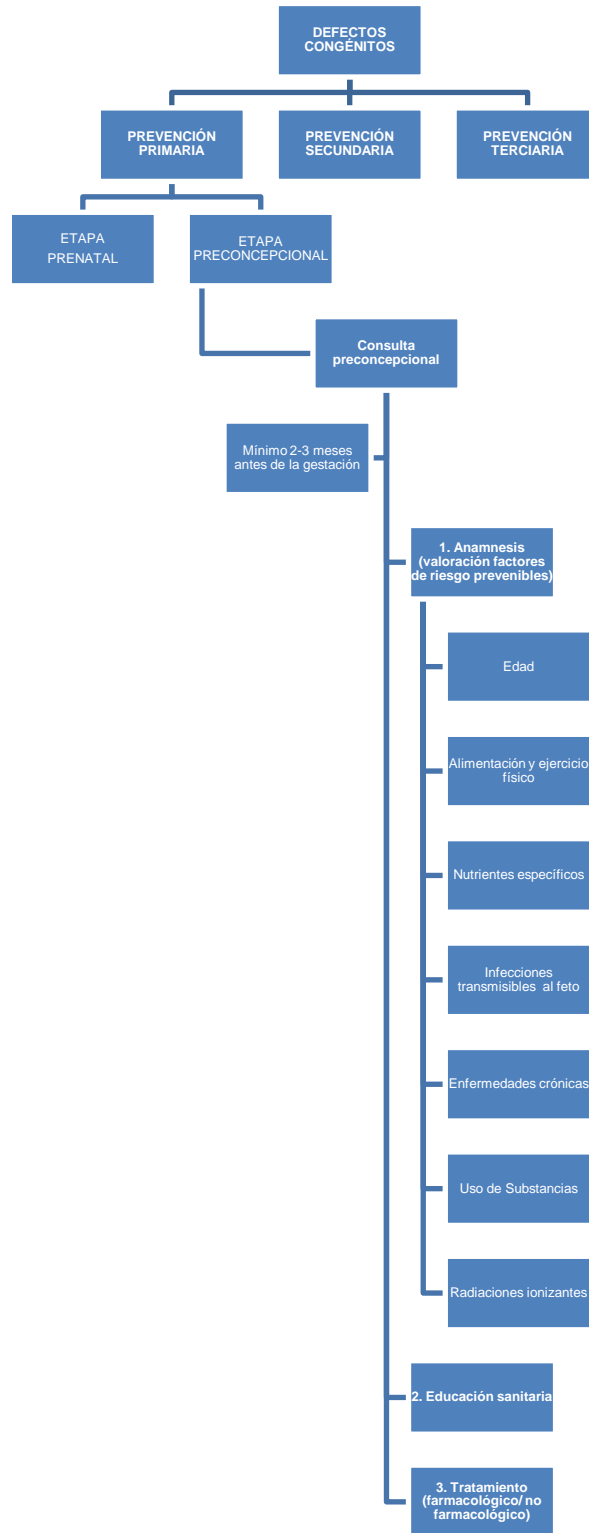 DEFECTOS
CONGÉNITOS
PREVENCIÓN
PRIMARIA
PREVENCIÓN
SECUNDARIA
PREVENCIÓN
TERCIARIA
ETAPA
PRENATAL
ETAPA
PRECONCEPCIONAL
Consulta
preconcepcional
Mínimo 2-3 meses
antes de la gestación
1. Anamnesis
(valoración factores
de riesgo prevenibles)
Edad
Alimentación y ejercicio
físico
Nutrientes específicos
Infecciones
transmisibles al feto
Enfermedades crónicas
Uso de Substancias
Radiaciones ionizantes
2. Educación sanitaria
3. Tratamiento
(farmacológico/ no
farmacológico)